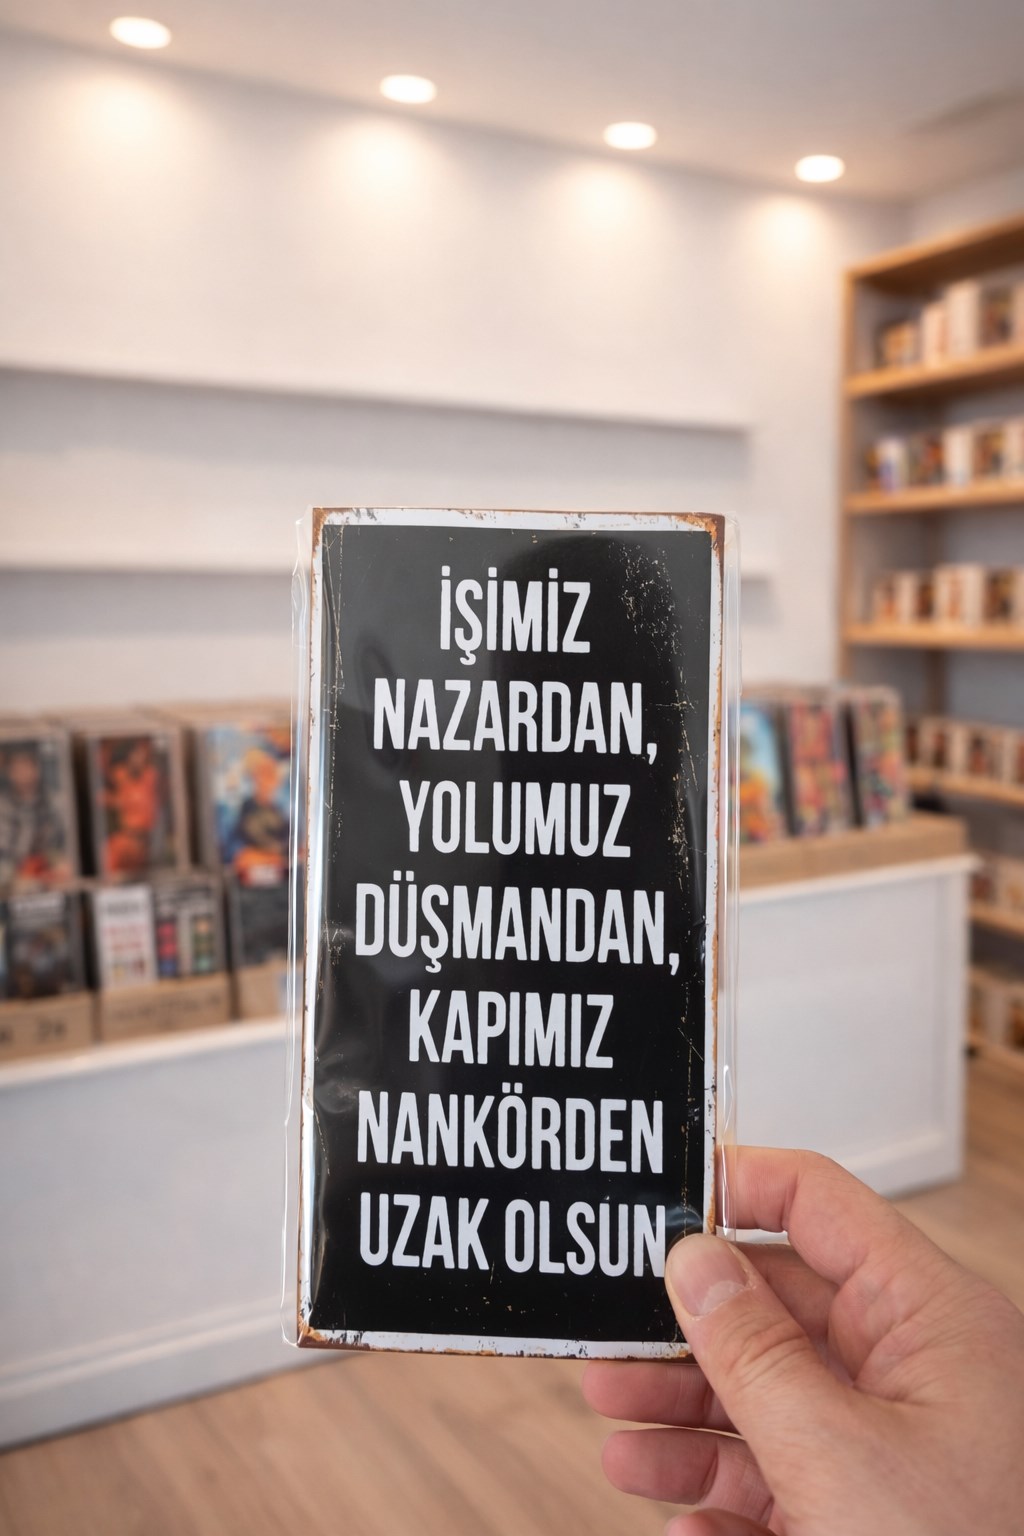 İŞİMİZ
NAZARDAN,
YOLUMUZ
DÜŞMANDAN,
KAPIMIZ
NANKÖRDEN
UZAK OLSUN